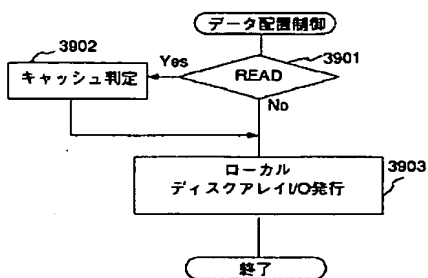 データ配置制御
3902
3901
Yes
キャッシュ判定
READ
No
ローカル
ディスクアレイI/O発行
3903
終了